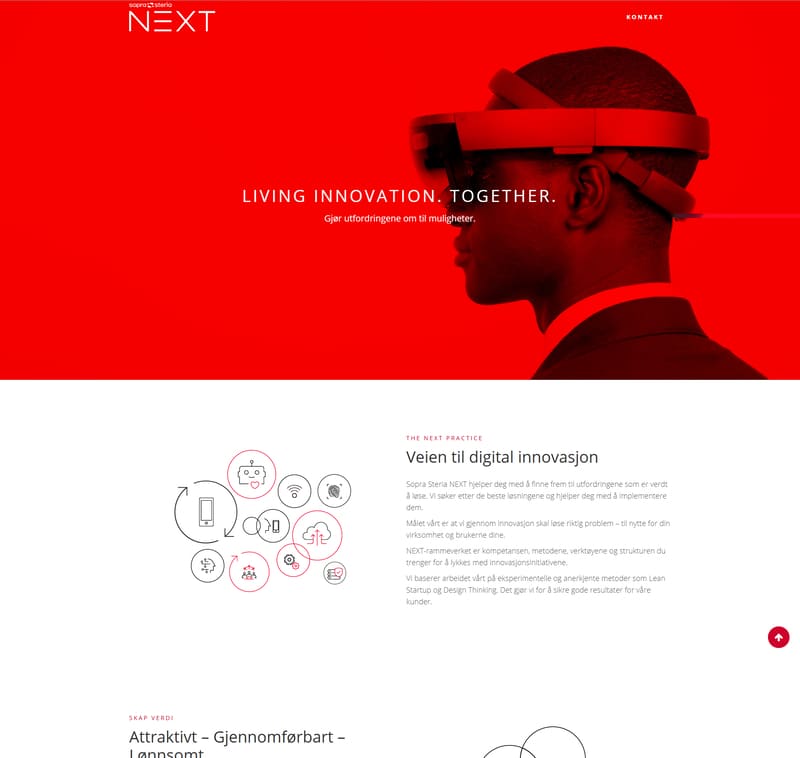 sopra steria
NEXT
KONTAKT
LIVING INNOVATION. TOGETHER.
Gjør utfordringene om til muligheter.
THE NEXT PRACTICE
Veien til digital innovasjon
Sopra Steria NEXT hjelper deg med å finne frem til utfordringene som er verdt
å løse. Vi søker etter de beste løsningene og hjelper deg med å implementere
dem.
Målet vårt er at vi gjennom innovasjon skal løse riktig problem – til nytte for din
virksomhet og brukerne dine.
NEXT-rammeverket er kompetansen, metodene, verktøyene og strukturen du
trenger for å lykkes med innovasjonsinitiativene.
Vi baserer arbeidet vårt på eksperimentelle og anerkjente metoder som Lean
Startup og Design Thinking. Det gjør vi for å sikre gode resultater for våre
kunder.
SKAP VERDI
Attraktivt – Gjennomførbart –
Lønnsomt